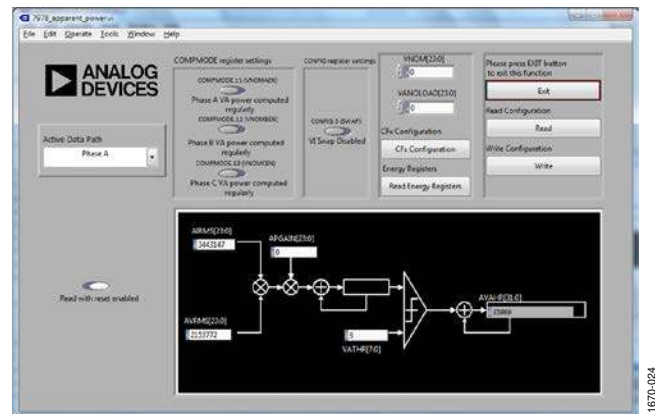 7978_apparent_power.vi
File Edit Operate Tools Window Help
ANALOG
DEVICES
Active Data Path
Phase A
COMPMODE register settings
COMPMODE.11 (VNOMAEN)
Phase A VA power computed
regularly
COMPMODE.12 (VNOMBEN)
Phase B VA power computed
regularly
COMPMODE.13 (VNOMCEN)
Phase C VA power computed
regularly
CONFIG register settings
CONFIG.3 (SWAP)
VI Swap Disabled
VNOM[23:0]
0
VANOLOAD[23:0]
0
CFx Configuration
CFx Configuration
Energy Registers
Read Energy Registers
Please press EXIT button
to exit this function
Exit
Read Configuration
Read
Write Configuration
Write
Read with reset enabled
AIRMS[23:0]
3443147
APGAIN[23:0]
0
AVRMS[23:0]
2153772
3
VATHR[7:0]
AVAHR[31:0]
1670-024